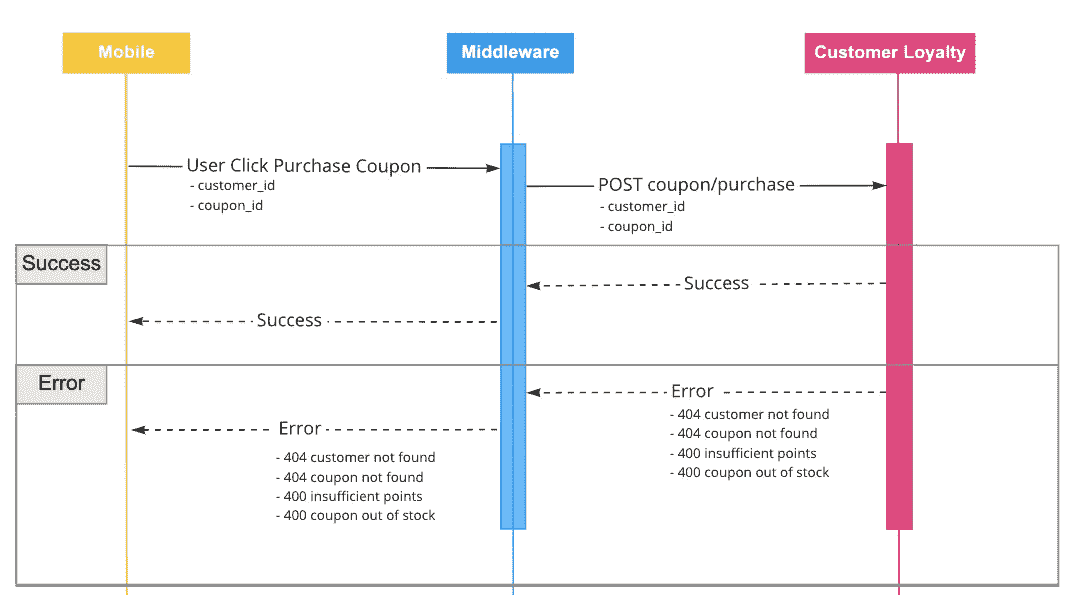 Mobile
Middleware
Customer Loyalty
User Click Purchase Coupon
- customer_id
- coupon_id
POST coupon/purchase
- customer_id
- coupon_id
Success
Success
Success
Error
Error
- 404 customer not found
- 404 coupon not found
- 400 insufficient points
- 400 coupon out of stock
Error
- 404 customer not found
- 404 coupon not found
- 400 insufficient points
- 400 coupon out of stock